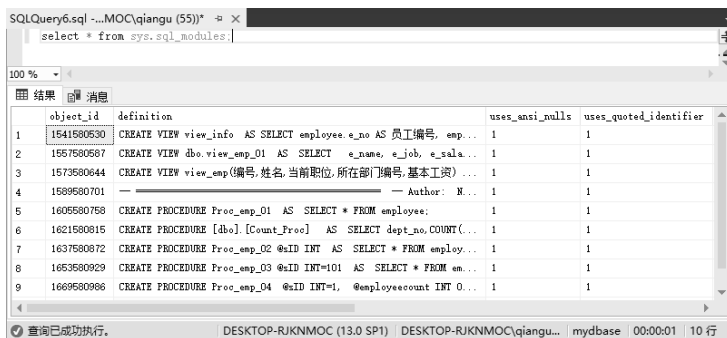 SQLQuery6.sql -...MOC\qiangu (55))*
select * from sys.sql_modules;
100 %
结果 消息
object_id definition uses_ansi_nulls uses_quoted_identifier
1 1541580530 CREATE VIEW view_info AS SELECT employee.e_no AS 员工编号, emp... 1 1
2 1557580587 CREATE VIEW dbo.view_emp_01 AS SELECT e_name, e_job, e_sala... 1 1
3 1573580644 CREATE VIEW view_emp(编号,姓名,当前职位,所在部门编号,基本工资) ... 1 1
4 1589580701 -- ============================================= -- Author: N... 1 1
5 1605580758 CREATE PROCEDURE Proc_emp_01 AS SELECT * FROM employee; 1 1
6 1621580815 CREATE PROCEDURE [dbo].[Count_Proc] AS SELECT dept_no,COUNT(... 1 1
7 1637580872 CREATE PROCEDURE Proc_emp_02 @sID INT AS SELECT * FROM employ... 1 1
8 1653580929 CREATE PROCEDURE Proc_emp_03 @sID INT=101 AS SELECT * FROM em... 1 1
9 1669580986 CREATE PROCEDURE Proc_emp_04 @sID INT=1, @employeecount INT O... 1 1
查询已成功执行。 DESKTOP-RJKNMOC (13.0 SP1) DESKTOP-RJKNMOC\qiangu... mydbase 00:00:01 10 行